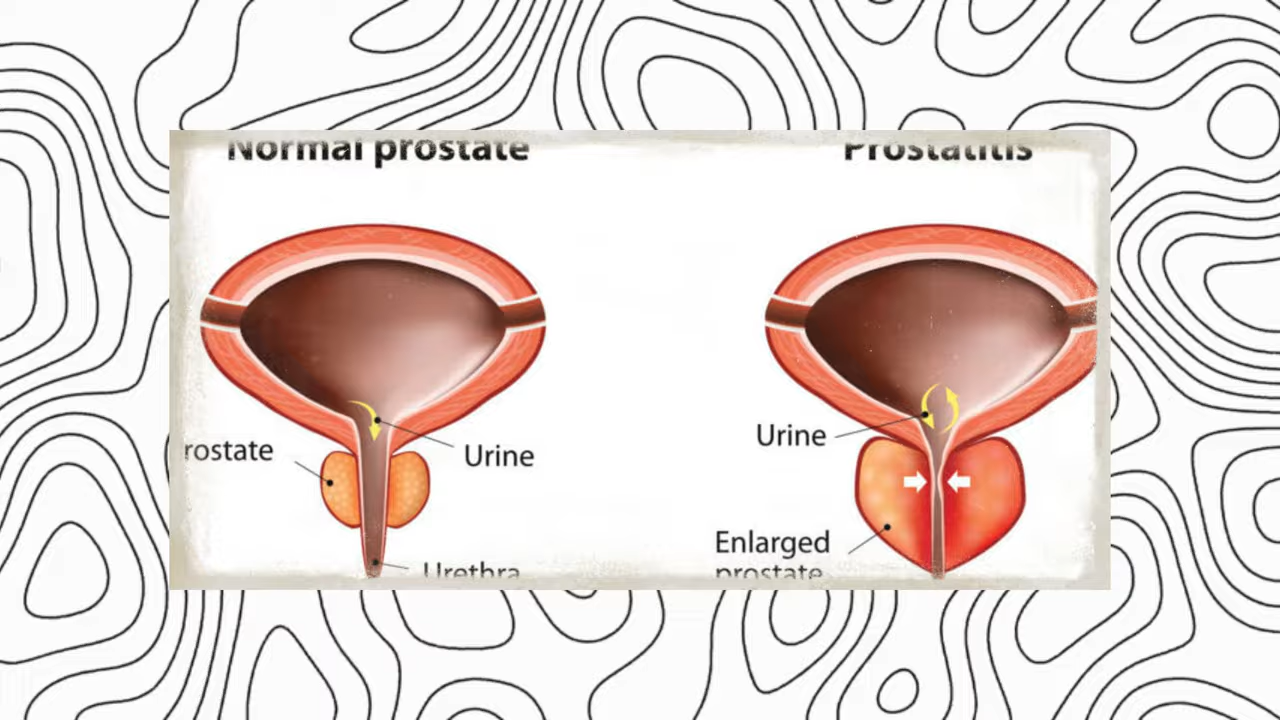 Normal prostate
Prostatitis
rostate
Urine
Urethra
Urine
Enlarged
prostate